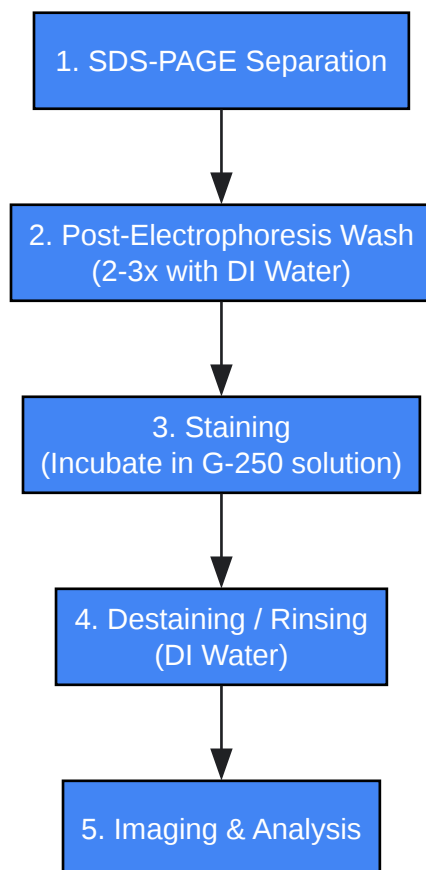 1. SDS-PAGE Separation
2. Post-Electrophoresis Wash
(2-3x with DI Water)
3. Staining
(Incubate in G-250 solution)
4. Destaining / Rinsing
(DI Water)
5. Imaging & Analysis